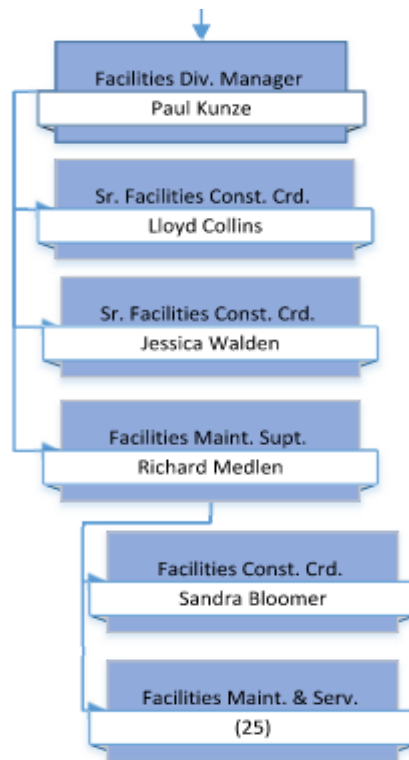 Facilities Div. Manager
Paul Kunze
Sr. Facilities Const. Crd.
Lloyd Collins
Sr. Facilities Const. Crd.
Jessica Walden
Facilities Maint. Supt.
Richard Medlen
Facilities Const. Crd.
Sandra Bloomer
Facilities Maint. & Serv.
(25)